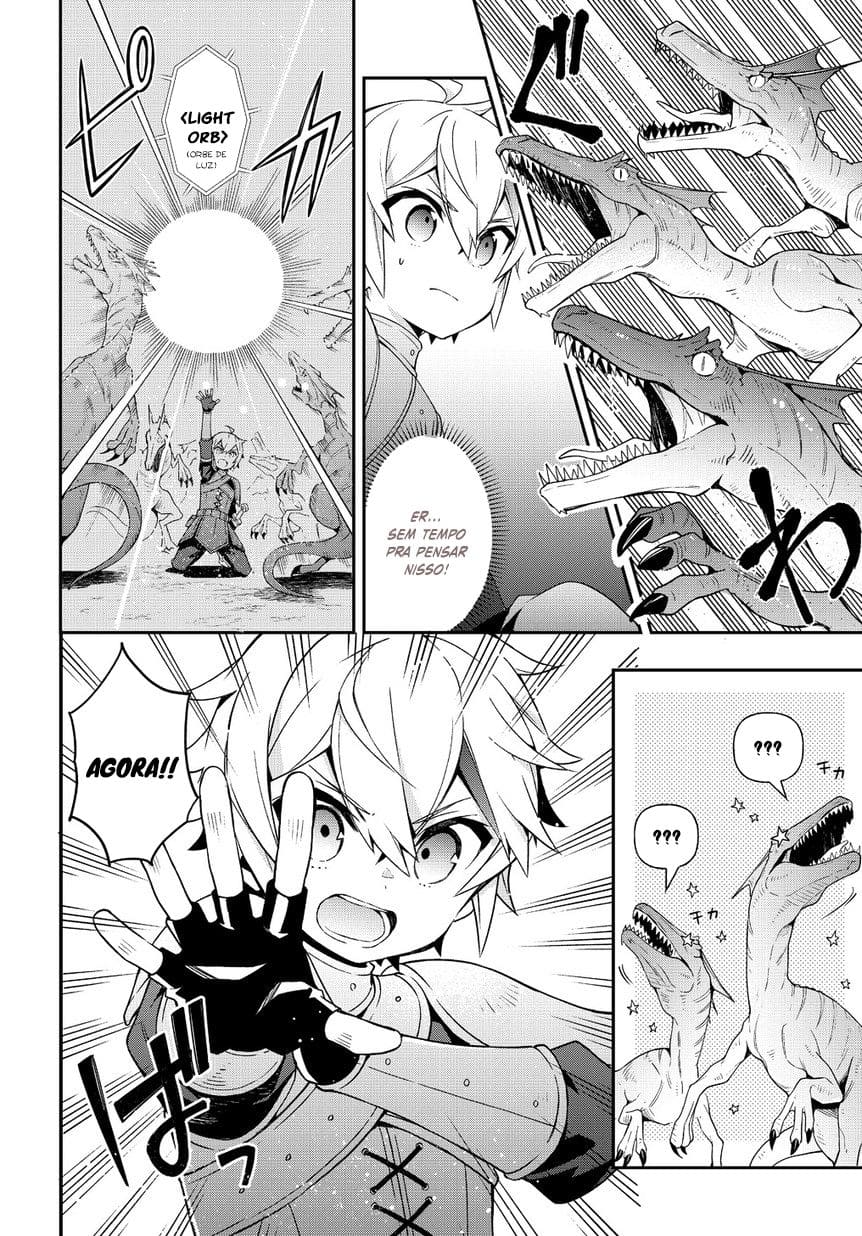 ぐ
わ
ER...
SEM TEMPO
PRA PENSAR
NISSO!
<LIGHT
ORB>
(ORBE DE
LUZ)
ピカ
???
チカ
???
チカ
AGORA!!
ばっ